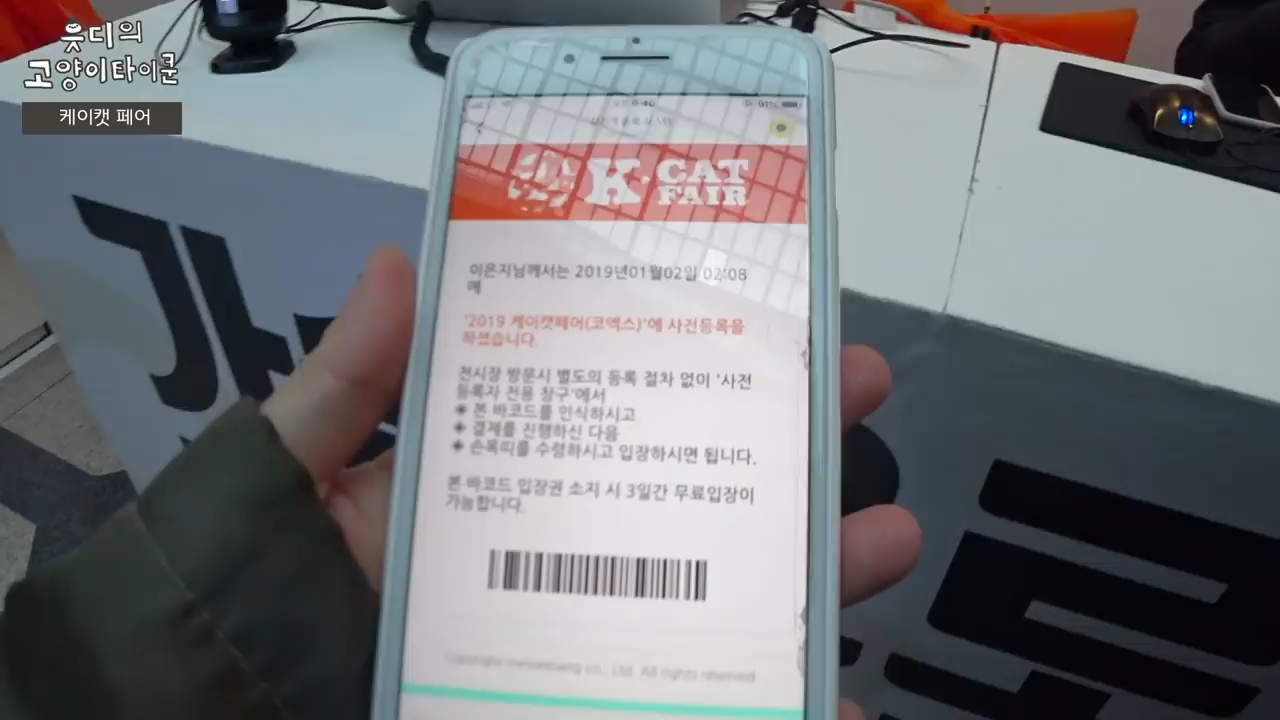 웃디의
고양이타이쿤
케이캣 페어
91%
K·CAT
FAIR
이은지님께서는 2019년01월02일 02:08
에
'2019 케이캣페어(코엑스)'에 사전등록을
하셨습니다.
전시장 방문시 별도의 등록 절차 없이 '사전
등록자 전용 창구'에서
◈ 본 바코드를 인식하시고
◈ 결제를 진행하신 다음
◈ 손목띠를 수령하시고 입장하시면 됩니다.
본 바코드 입장권 소지 시 3일간 무료입장이
가능합니다.
Copyright co., Ltd. All rights reserved